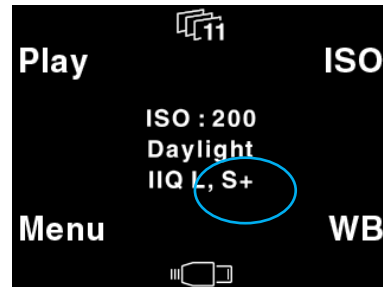 11
Play
ISO
ISO : 200
Daylight
IIQ L, S+
Menu
WB